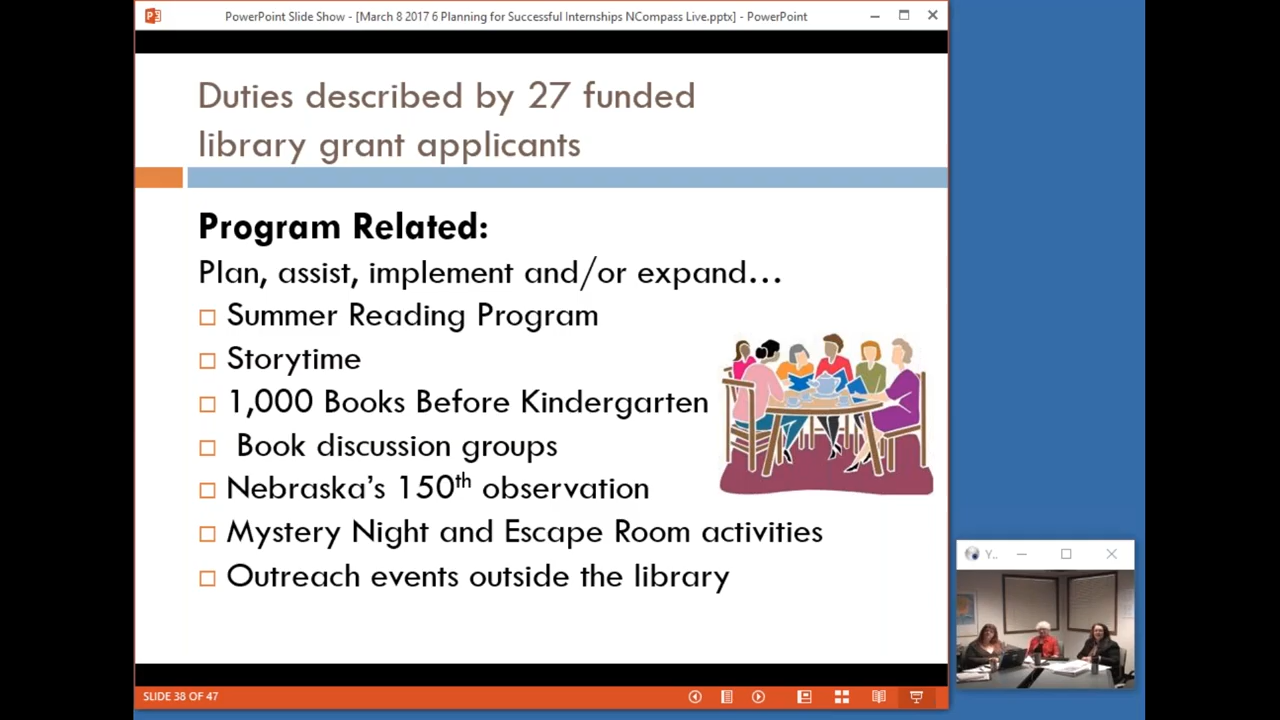 PowerPoint Slide Show - [March 8 2017 6 Planning for Successful Internships NCompass Live.pptx] - PowerPoint
Duties described by 27 funded
library grant applicants
Program Related:
Plan, assist, implement and/or expand...
Summer Reading Program
Storytime
1,000 Books Before Kindergarten
Book discussion groups
Nebraska's 150th observation
Mystery Night and Escape Room activities
Outreach events outside the library
Y..
SLIDE 38 OF 47